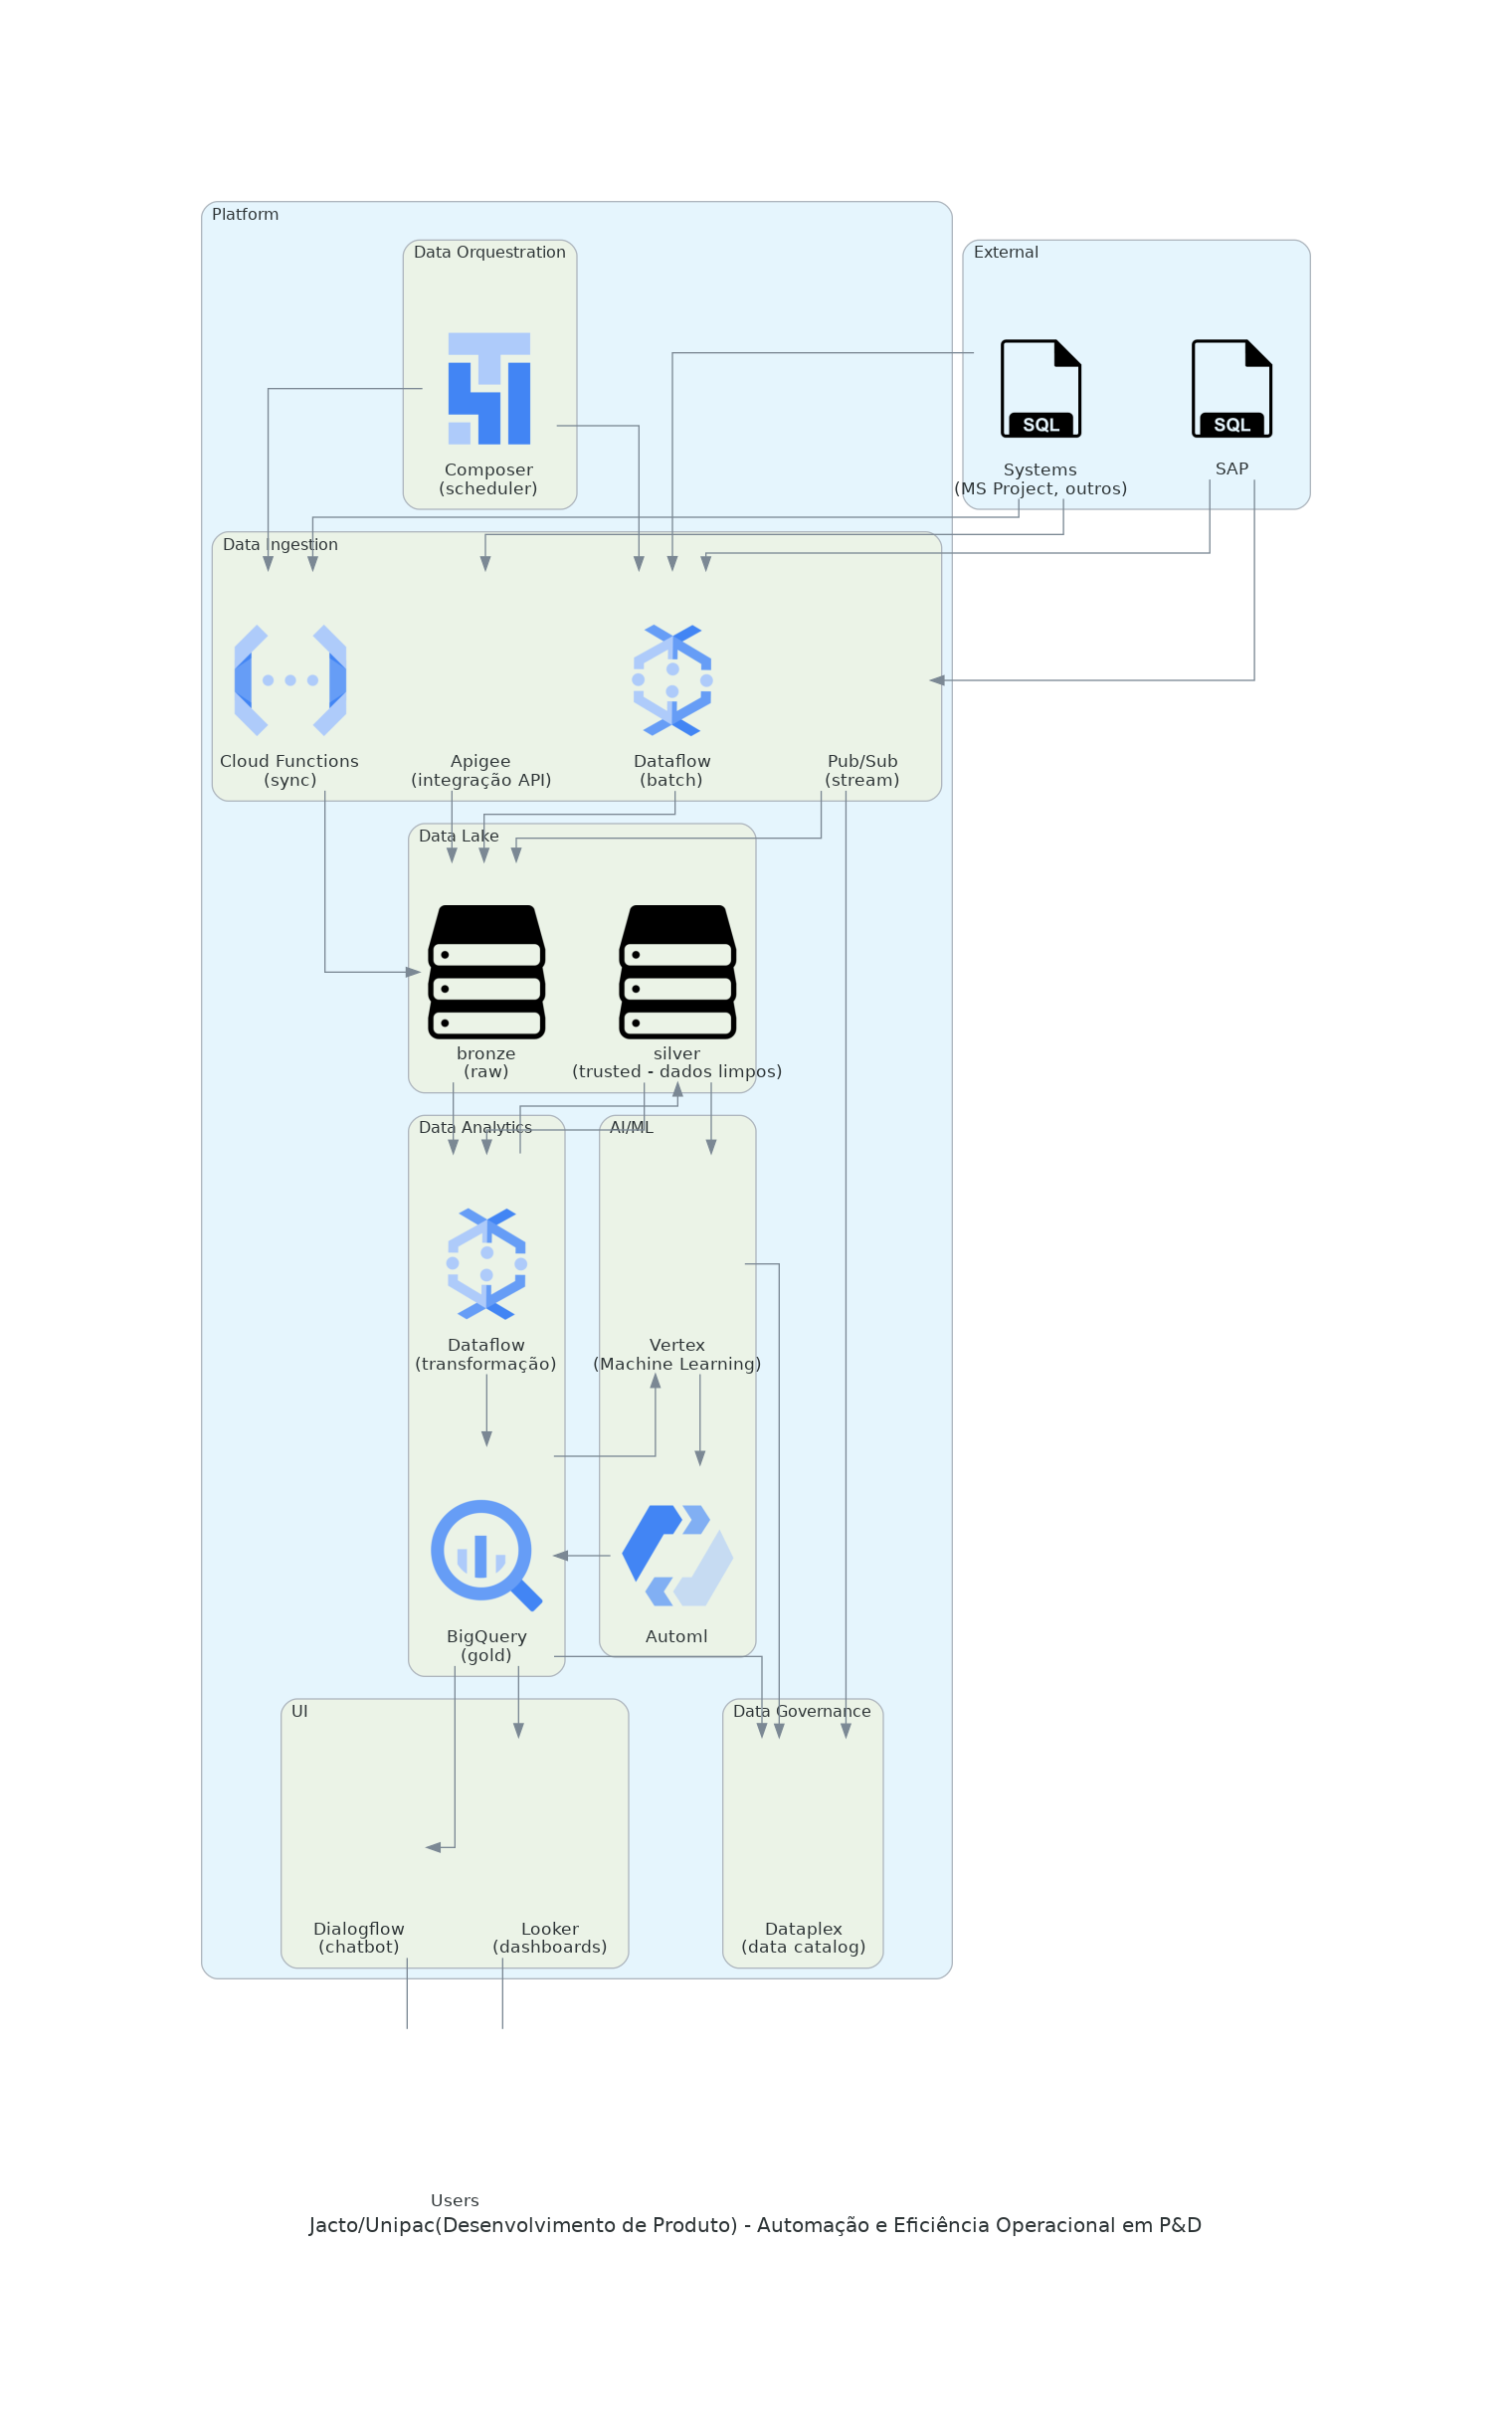 Platform
Data Orquestration
External
SQL
SQL
Composer
(scheduler)
Systems
(MS Project, outros)
SAP
Data Ingestion
Cloud Functions
(sync)
Apigee
(integração API)
Dataflow
(batch)
Pub/Sub
(stream)
Data Lake
bronze
(raw)
silver
(trusted - dados limpos)
Data Analytics
AI/ML
Dataflow
(transformação)
Vertex
(Machine Learning)
BigQuery
(gold)
Automl
UI
Data Governance
Dialogflow
(chatbot)
Looker
(dashboards)
Dataplex
(data catalog)
Users
Jacto/Unipac(Desenvolvimento de Produto) - Automação e Eficiência Operacional em P&D